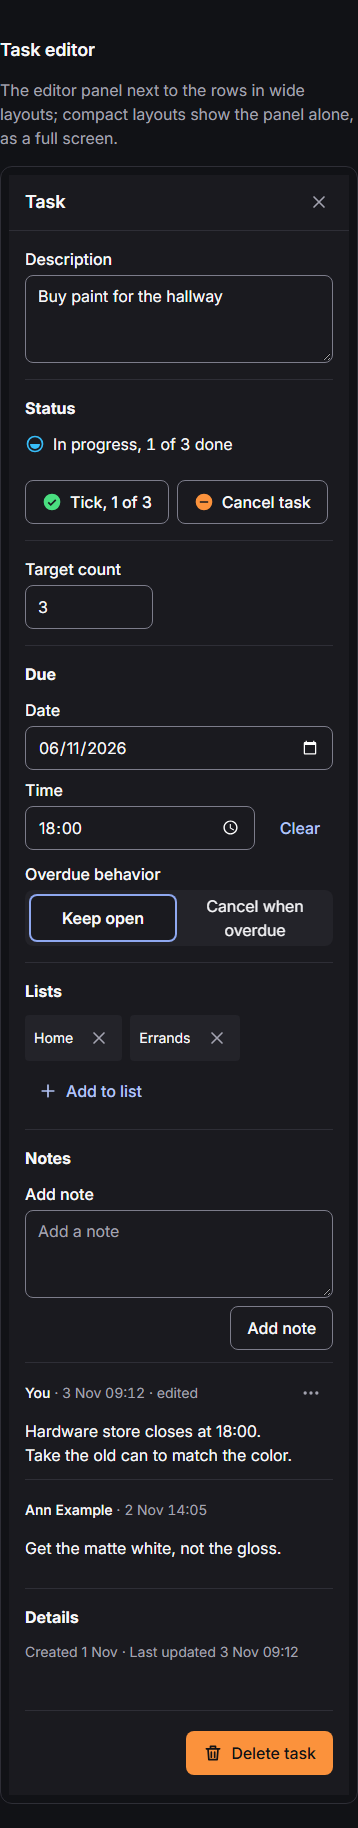 Task editor
The editor panel next to the rows in wide
layouts; compact layouts show the panel alone,
as a full screen.
Task
Description
Buy paint for the hallway
Status
In progress, 1 of 3 done
Tick, 1 of 3
Cancel task
Target count
3
Due
Date
06/11/2026
Time
18:00
Clear
Overdue behavior
Keep open
Cancel when
overdue
Lists
Home
Errands
Add to list
Notes
Add note
Add a note
Add note
You · 3 Nov 09:12 · edited
Hardware store closes at 18:00.
Take the old can to match the color.
Ann Example · 2 Nov 14:05
Get the matte white, not the gloss.
Details
Created 1 Nov · Last updated 3 Nov 09:12
Delete task